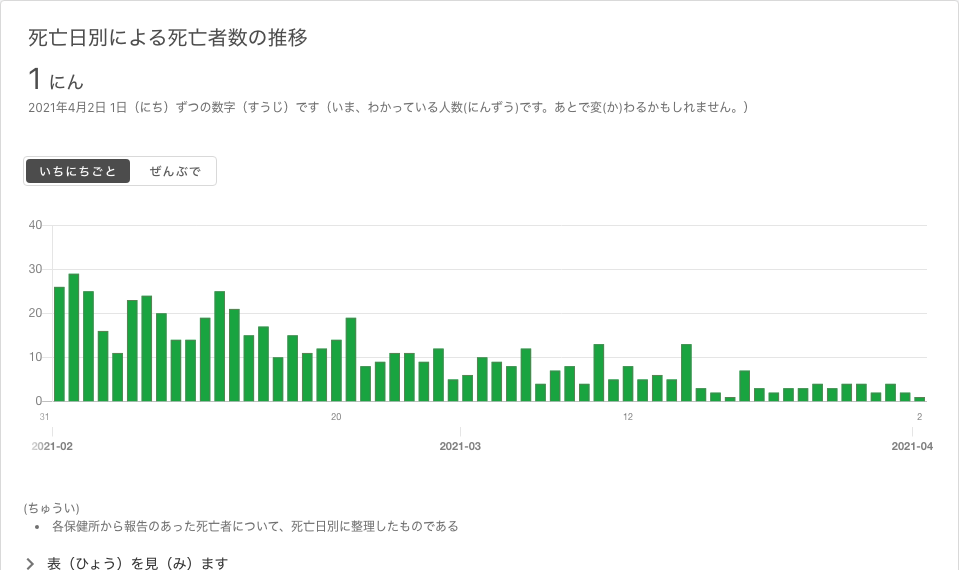 死亡日別による死亡者数の推移
1 にん
2021年4月2日 1日（にち）ずつの数字（すうじ）です（いま、わかっている人数(にんずう)です。あとで変(か)わるかもしれません。）
いちにちごと ぜんぶで
40
30
20
10
0
31 20 12 2
2021-02 2021-03 2021-04
(ちゅうい)
• 各保健所から報告のあった死亡者について、死亡日別に整理したものである
表（ひょう）を見（み）ます